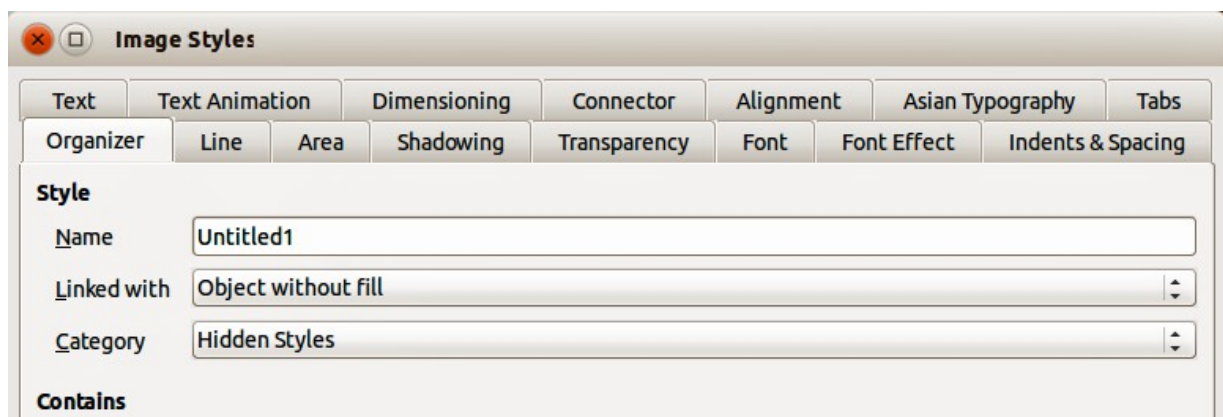 Image Styles
Text Text Animation Dimensioning Connector Alignment Asian Typography Tabs
Organizer Line Area Shadowing Transparency Font Font Effect Indents & Spacing
Style
Name Untitled1
Linked with Object without fill
Category Hidden Styles
Contains